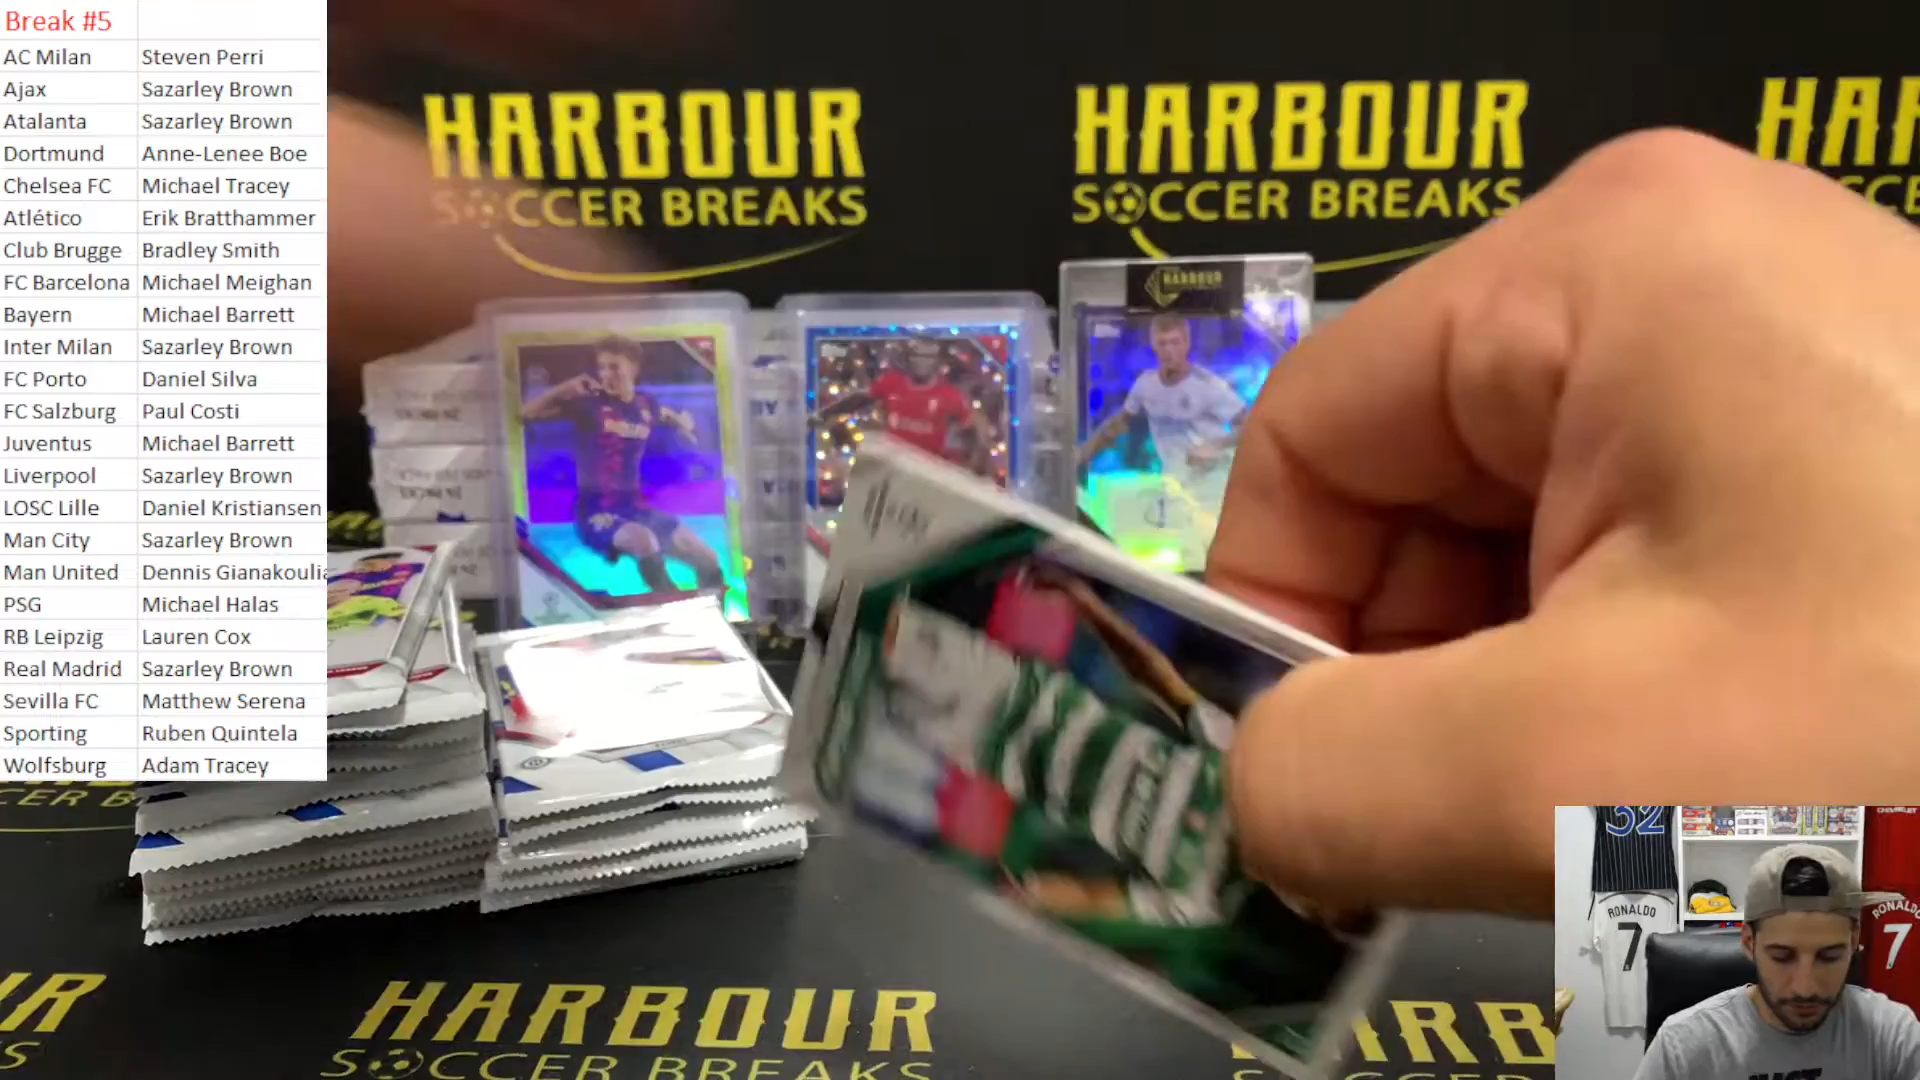 Break #5
AC Milan Steven Perri
Ajax Sazarley Brown
Atalanta Sazarley Brown
Dortmund Anne-Lenee Boe
Chelsea FC Michael Tracey
Atlético Erik Bratthammer
Club Brugge Bradley Smith
FC Barcelona Michael Meighan
Bayern Michael Barrett
Inter Milan Sazarley Brown
FC Porto Daniel Silva
FC Salzburg Paul Costi
Juventus Michael Barrett
Liverpool Sazarley Brown
LOSC Lille Daniel Kristiansen
Man City Sazarley Brown
Man United Dennis Gianakoulia
PSG Michael Halas
RB Leipzig Lauren Cox
Real Madrid Sazarley Brown
Sevilla FC Matthew Serena
Sporting Ruben Quintela
Wolfsburg Adam Tracey
HARBOUR
SOCCER BREAKS
HARBOUR
SOCCER BREAKS
HAR
HARBOUR
HARBOUR
SOCCER BREAKS
32
RONALDO
7
RONALDO
7
CHEVROLET